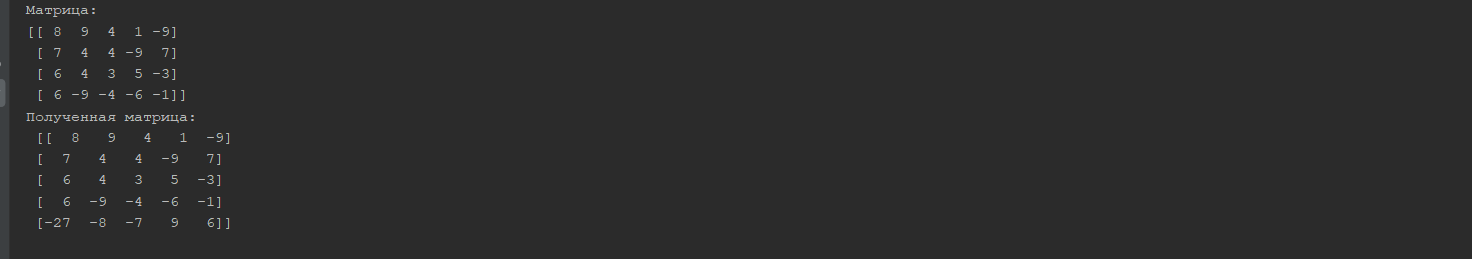 Матрица:
[[ 8  9  4  1 -9]
 [ 7  4  4 -9  7]
 [ 6  4  3  5 -3]
 [ 6 -9 -4 -6 -1]]
Полученная матрица:
 [[  8   9   4   1  -9]
 [  7   4   4  -9   7]
 [  6   4   3   5  -3]
 [  6  -9  -4  -6  -1]
 [-27  -8  -7   9   6]]